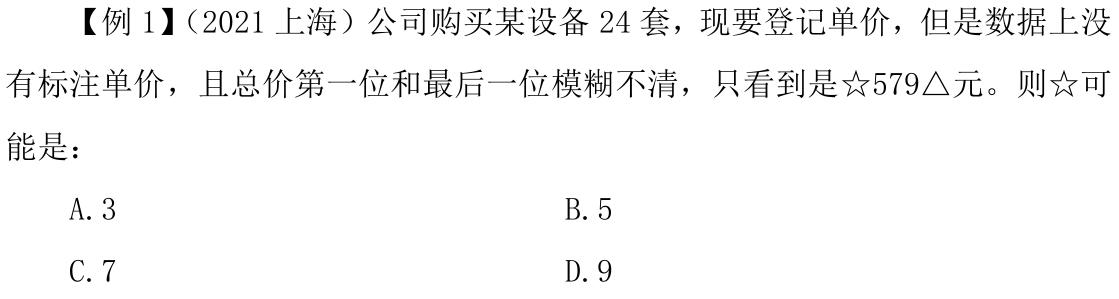 【例 1】（2021 上海）公司购买某设备 24 套，现要登记单价，但是数据上没
有标注单价，且总价第一位和最后一位模糊不清，只看到是☆579△元。则☆可
能是：
A.3 B.5
C.7 D.9